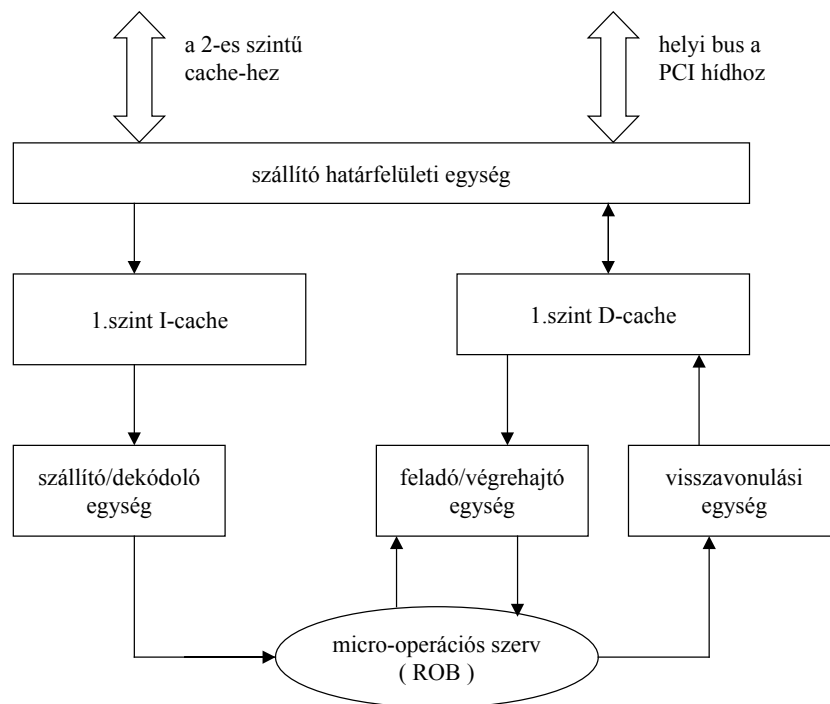 a 2-es szintű
cache-hez
helyi bus a
PCI hídhoz
szállító határfelületi egység
1.szint I-cache
1.szint D-cache
szállító/dekódoló
egység
feladó/végrehajtó
egység
visszavonulási
egység
micro-operációs szerv
( ROB )